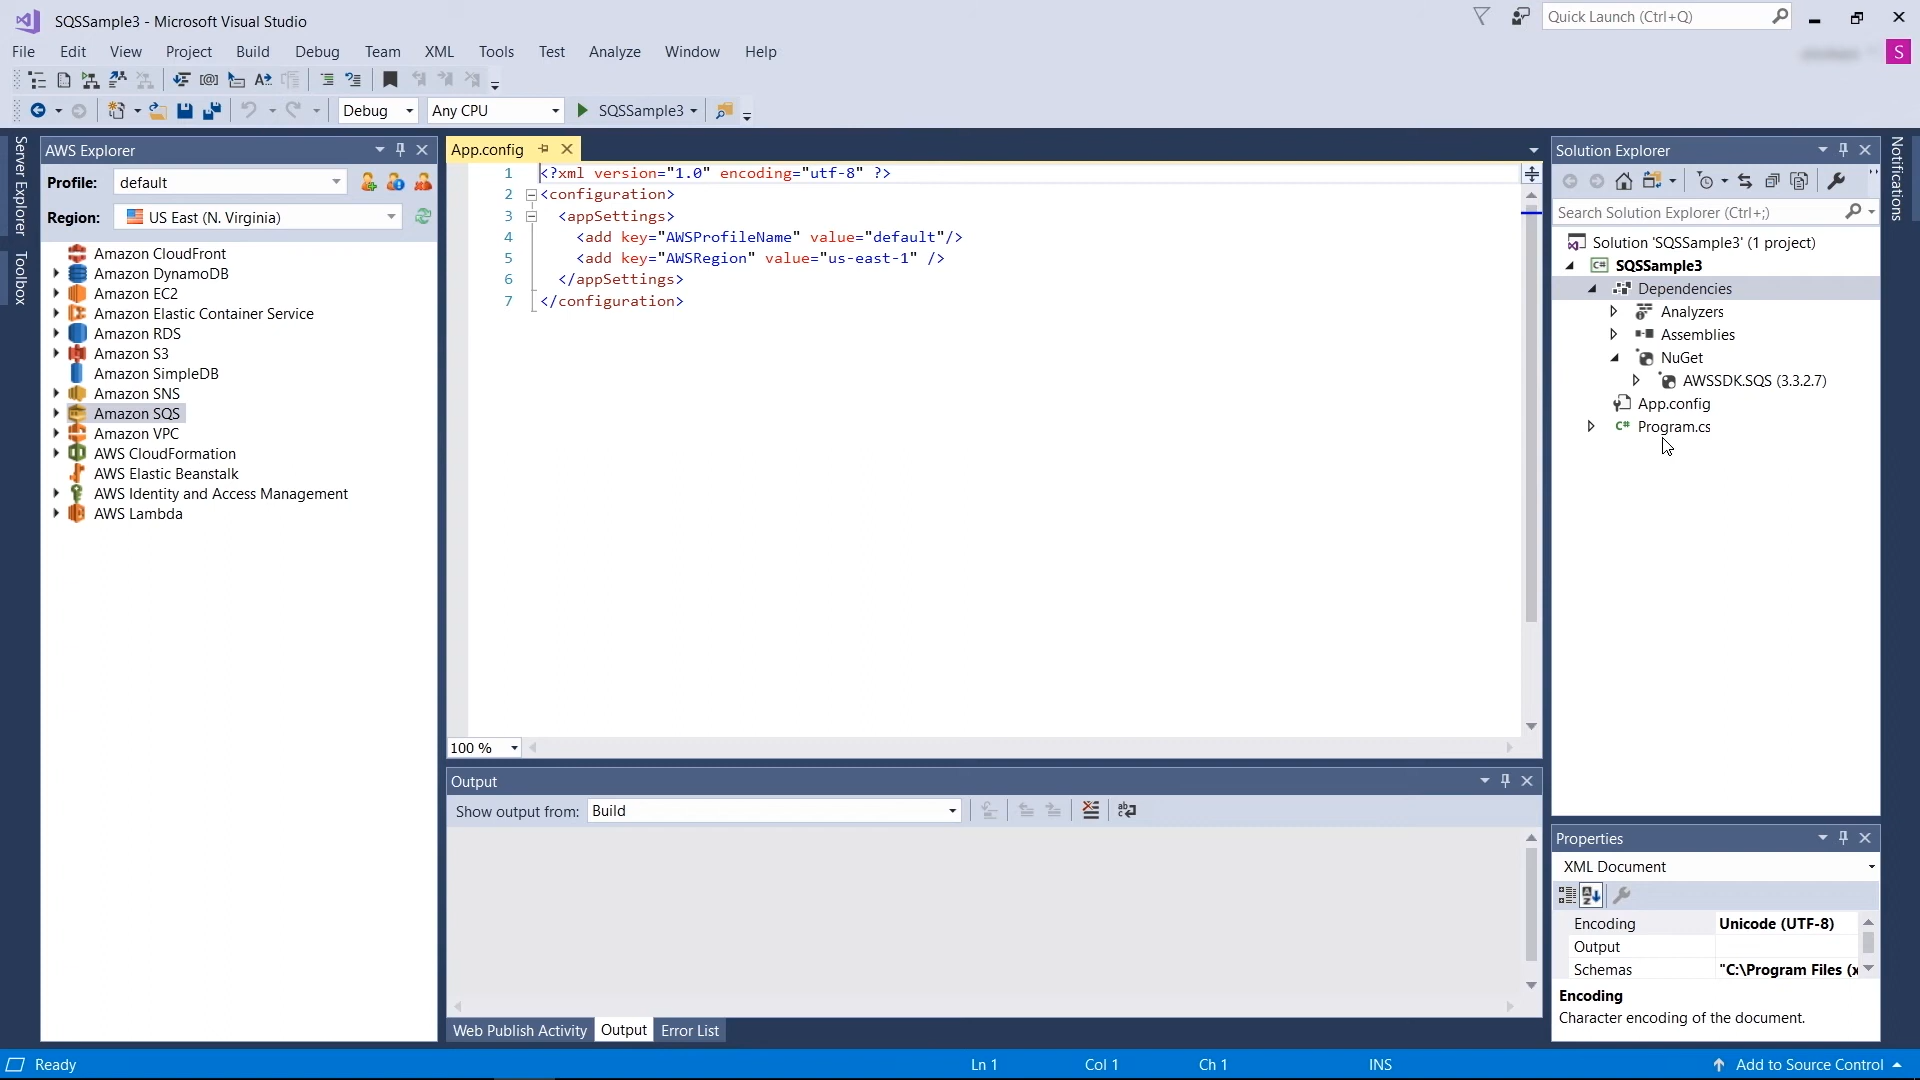 SQSSample3 - Microsoft Visual Studio
Quick Launch (Ctrl+Q)
File Edit View Project Build Debug Team XML Tools Test Analyze Window Help
S
Debug Any CPU SQSSample3
Server Explorer
Toolbox
AWS Explorer
Profile: default
Region: US East (N. Virginia)
Amazon CloudFront
Amazon DynamoDB
Amazon EC2
Amazon Elastic Container Service
Amazon RDS
Amazon S3
Amazon SimpleDB
Amazon SNS
Amazon SQS
Amazon VPC
AWS CloudFormation
AWS Elastic Beanstalk
AWS Identity and Access Management
AWS Lambda
App.config
1 <?xml version="1.0" encoding="utf-8" ?>
2 <configuration>
3 <appSettings>
4 <add key="AWSProfileName" value="default"/>
5 <add key="AWSRegion" value="us-east-1" />
6 </appSettings>
7 </configuration>
100 %
Output
Show output from: Build
Web Publish Activity Output Error List
Solution Explorer
Search Solution Explorer (Ctrl+;)
Solution 'SQSSample3' (1 project)
C# SQSSample3
Dependencies
Analyzers
Assemblies
NuGet
AWSSDK.SQS (3.3.2.7)
App.config
C# Program.cs
Notifications
Properties
XML Document
Encoding Unicode (UTF-8)
Output
Schemas "C:\Program Files (x
Encoding
Character encoding of the document.
Ready Ln 1 Col 1 Ch 1 INS Add to Source Control